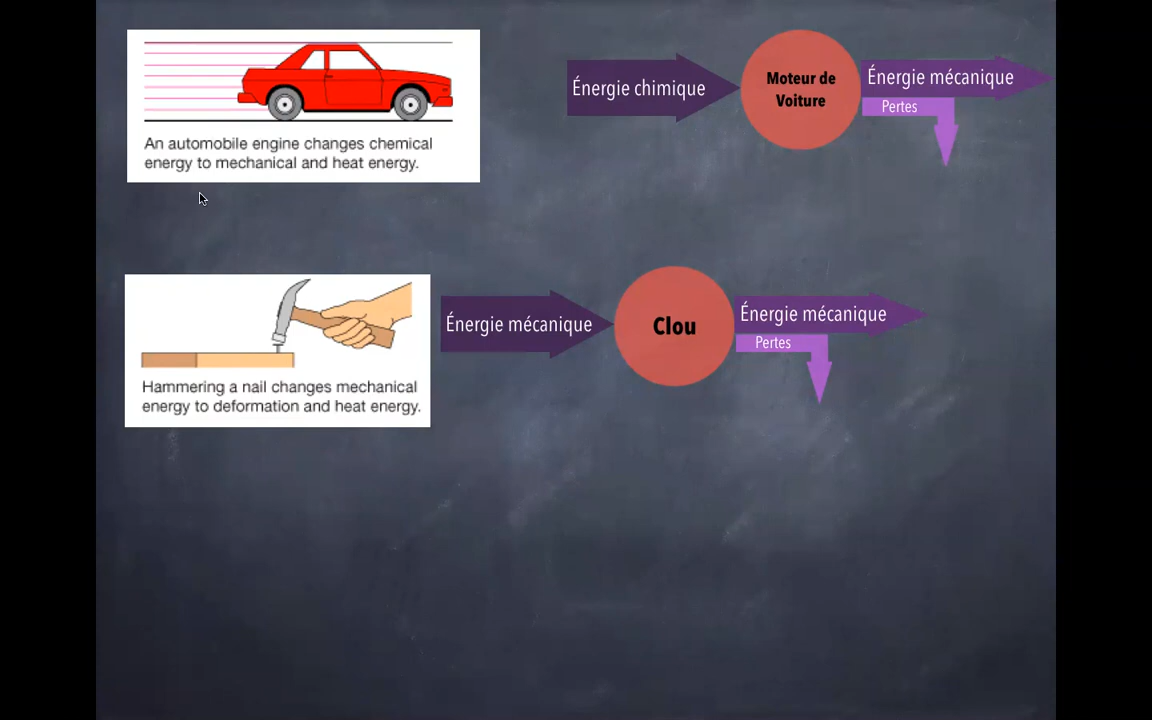 An automobile engine changes chemical
energy to mechanical and heat energy.
Énergie chimique
Moteur de
Voiture
Énergie mécanique
Pertes
Hammering a nail changes mechanical
energy to deformation and heat energy.
Énergie mécanique
Clou
Énergie mécanique
Pertes